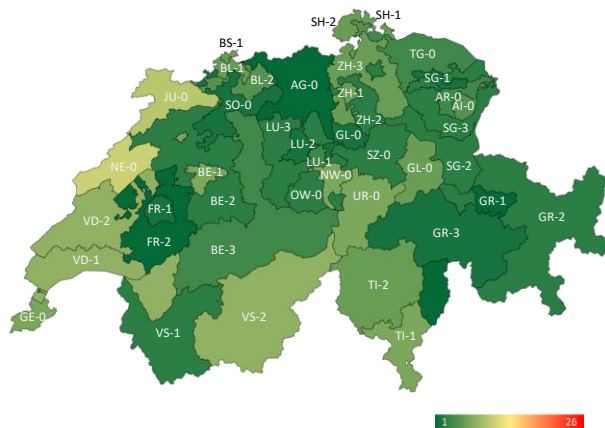 SH-2
SH-1
BS-1
BL-1
BL-2
AG-0
ZH-3
TG-0
SG-1
JU-0
SO-0
ZH-1
AR-0
AI-0
LU-3
ZH-2
SG-3
LU-2
GL-0
NE-0
BE-1
LU-1
SZ-0
NW-0
GL-0
SG-2
VD-2
FR-1
BE-2
OW-0
UR-0
GR-1
GR-2
FR-2
BE-3
GR-3
VD-1
TI-2
GE-0
VS-1
VS-2
TI-1
1 26